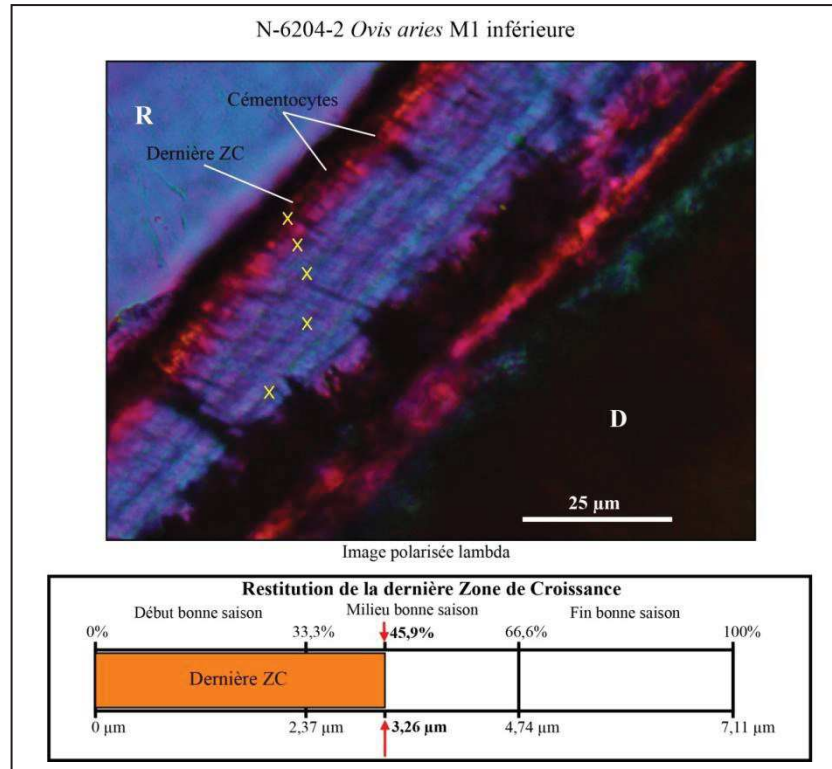 N-6204-2 Ovis aries M1 inférieure
R
Cémentocytes
Dernière ZC
X
X
X
X
X
D
25 µm
Image polarisée lambda
Restitution de la dernière Zone de Croissance
Début bonne saison Milieu bonne saison Fin bonne saison
0% 33,3% 45,9% 66,6% 100%
Dernière ZC
0 µm 2,37 µm 3,26 µm 4,74 µm 7,11 µm